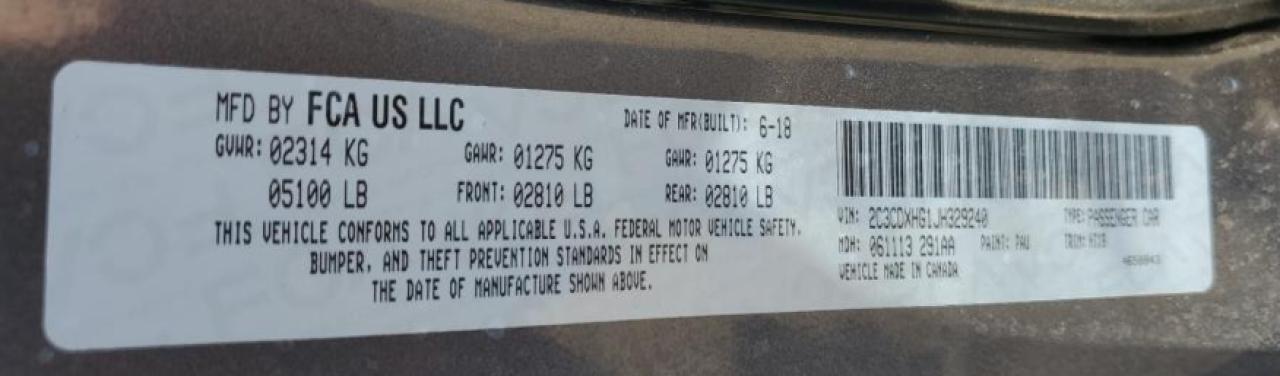 MFD BY FCA US LLC
DATE OF MFR(BUILT): 6-18
GVWR: 02314 KG GAWR: 01275 KG GAWR: 01275 KG
05100 LB FRONT: 02810 LB REAR: 02810 LB
THIS VEHICLE CONFORMS TO ALL APPLICABLE U.S.A. FEDERAL MOTOR VEHICLE SAFETY,
BUMPER, AND THEFT PREVENTION STANDARDS IN EFFECT ON
THE DATE OF MANUFACTURE SHOWN ABOVE.
VIN: 2C3CDXHG1JH329240 TYPE: PASSENGER CAR
MDH: 061113 291AA PAINT: PAU TRIM:
VEHICLE MADE IN CANADA